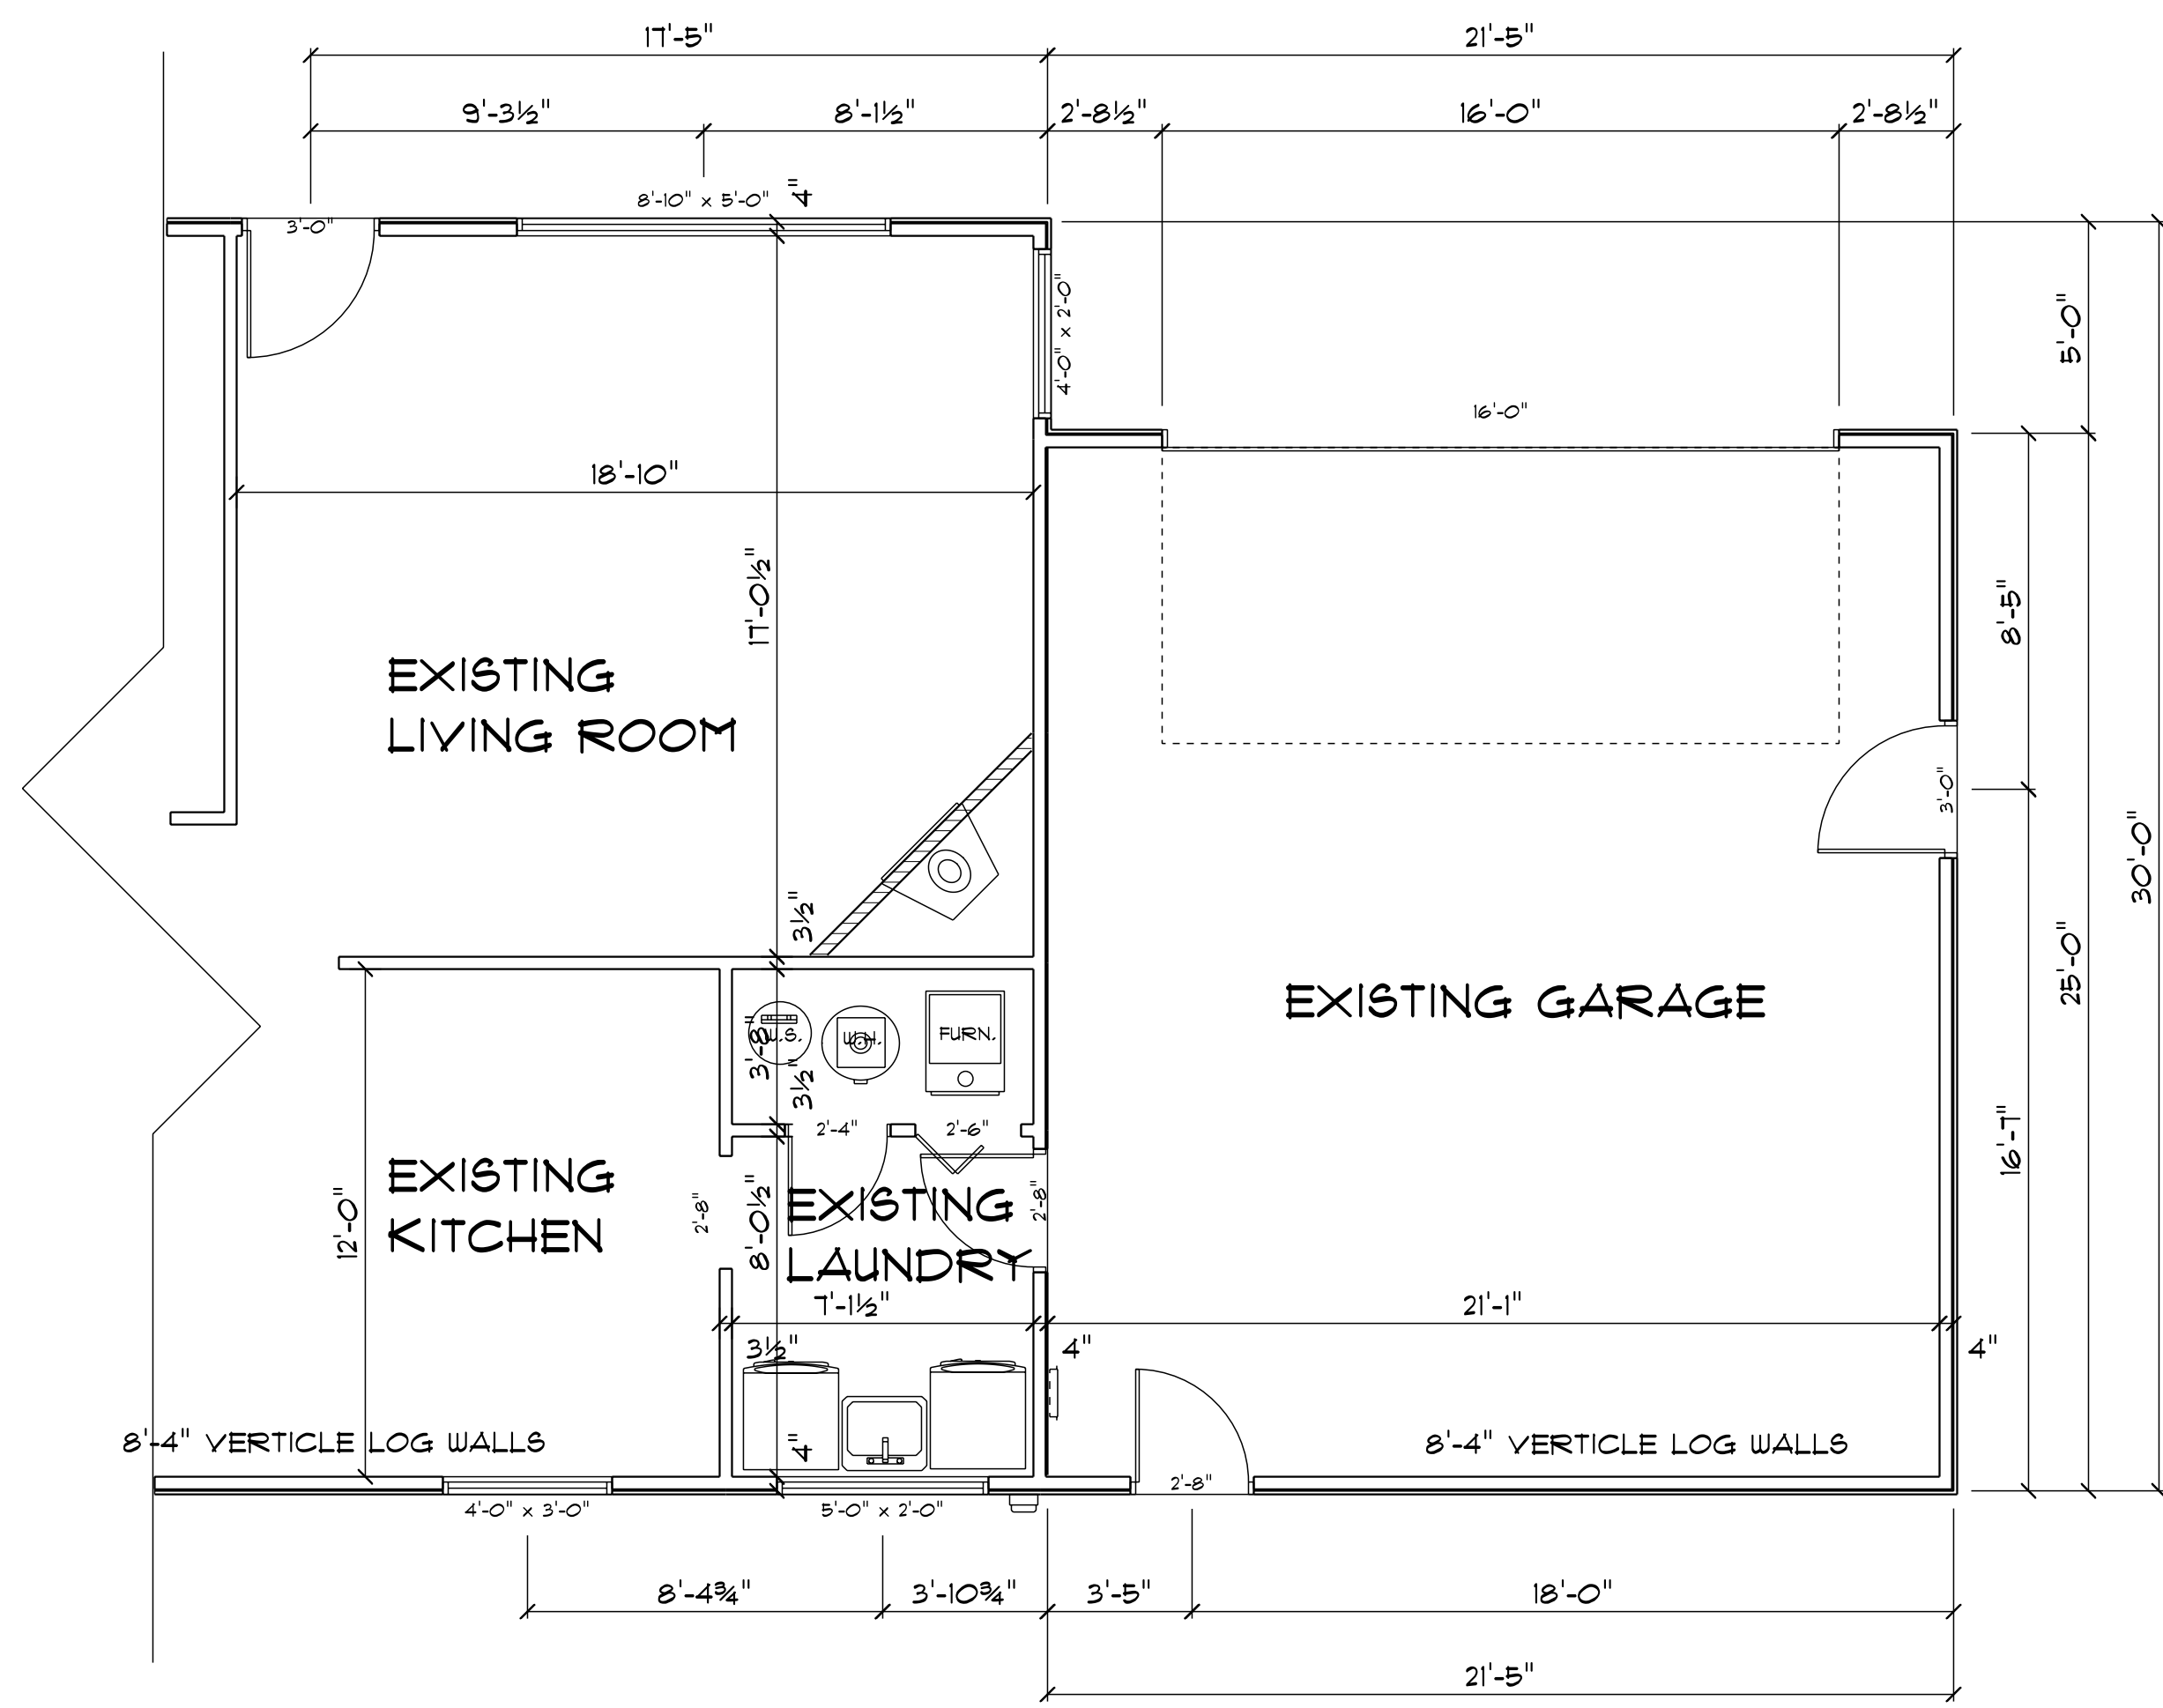 17'-5"
21'-5"
9'-3½"
8'-1½"
2'-8½"
16'-0"
2'-8½"
8'-10" x 5'-0"
4"
3'-0"
4'-0" x 2'-0"
5'-0"
16'-0"
18'-10"
17'-0½"
8'-5"
EXISTING
LIVING ROOM
3'-0"
30'-0"
3½"
25'-0"
EXISTING GARAGE
W.S.
W.H.
FURN.
3'-8"
3½"
2'-4"
2'-6"
16'-7"
EXISTING
KITCHEN
12'-0"
2'-8"
8'-0½"
EXISTING
LAUNDRY
2'-8"
7'-1½"
21'-1"
3½"
4"
4"
8'-4" VERTICLE LOG WALLS
4"
8'-4" VERTICLE LOG WALLS
2'-8"
4'-0" x 3'-0"
5'-0" x 2'-0"
8'-4¾"
3'-10¾"
3'-5"
18'-0"
21'-5"